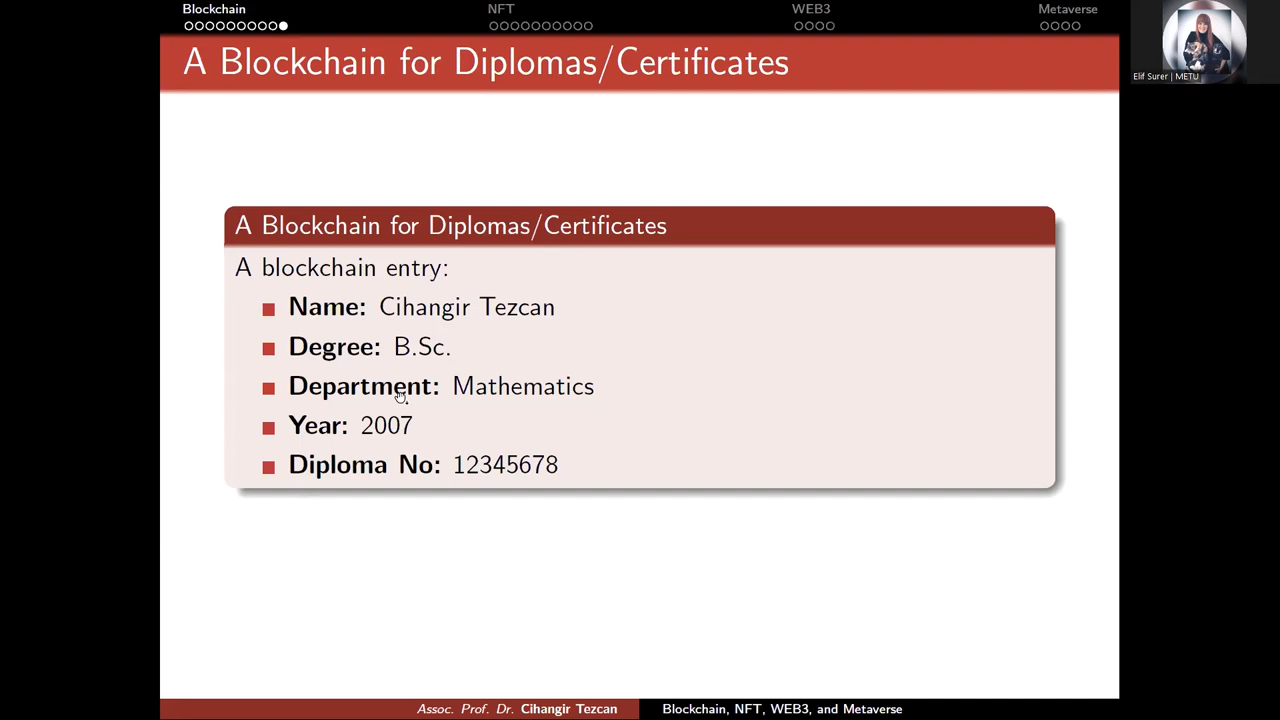 Blockchain NFT WEB3 Metaverse
A Blockchain for Diplomas/Certificates
Elif Surer | METU
A Blockchain for Diplomas/Certificates
A blockchain entry:
Name: Cihangir Tezcan
Degree: B.Sc.
Department: Mathematics
Year: 2007
Diploma No: 12345678
Assoc. Prof. Dr. Cihangir Tezcan Blockchain, NFT, WEB3, and Metaverse